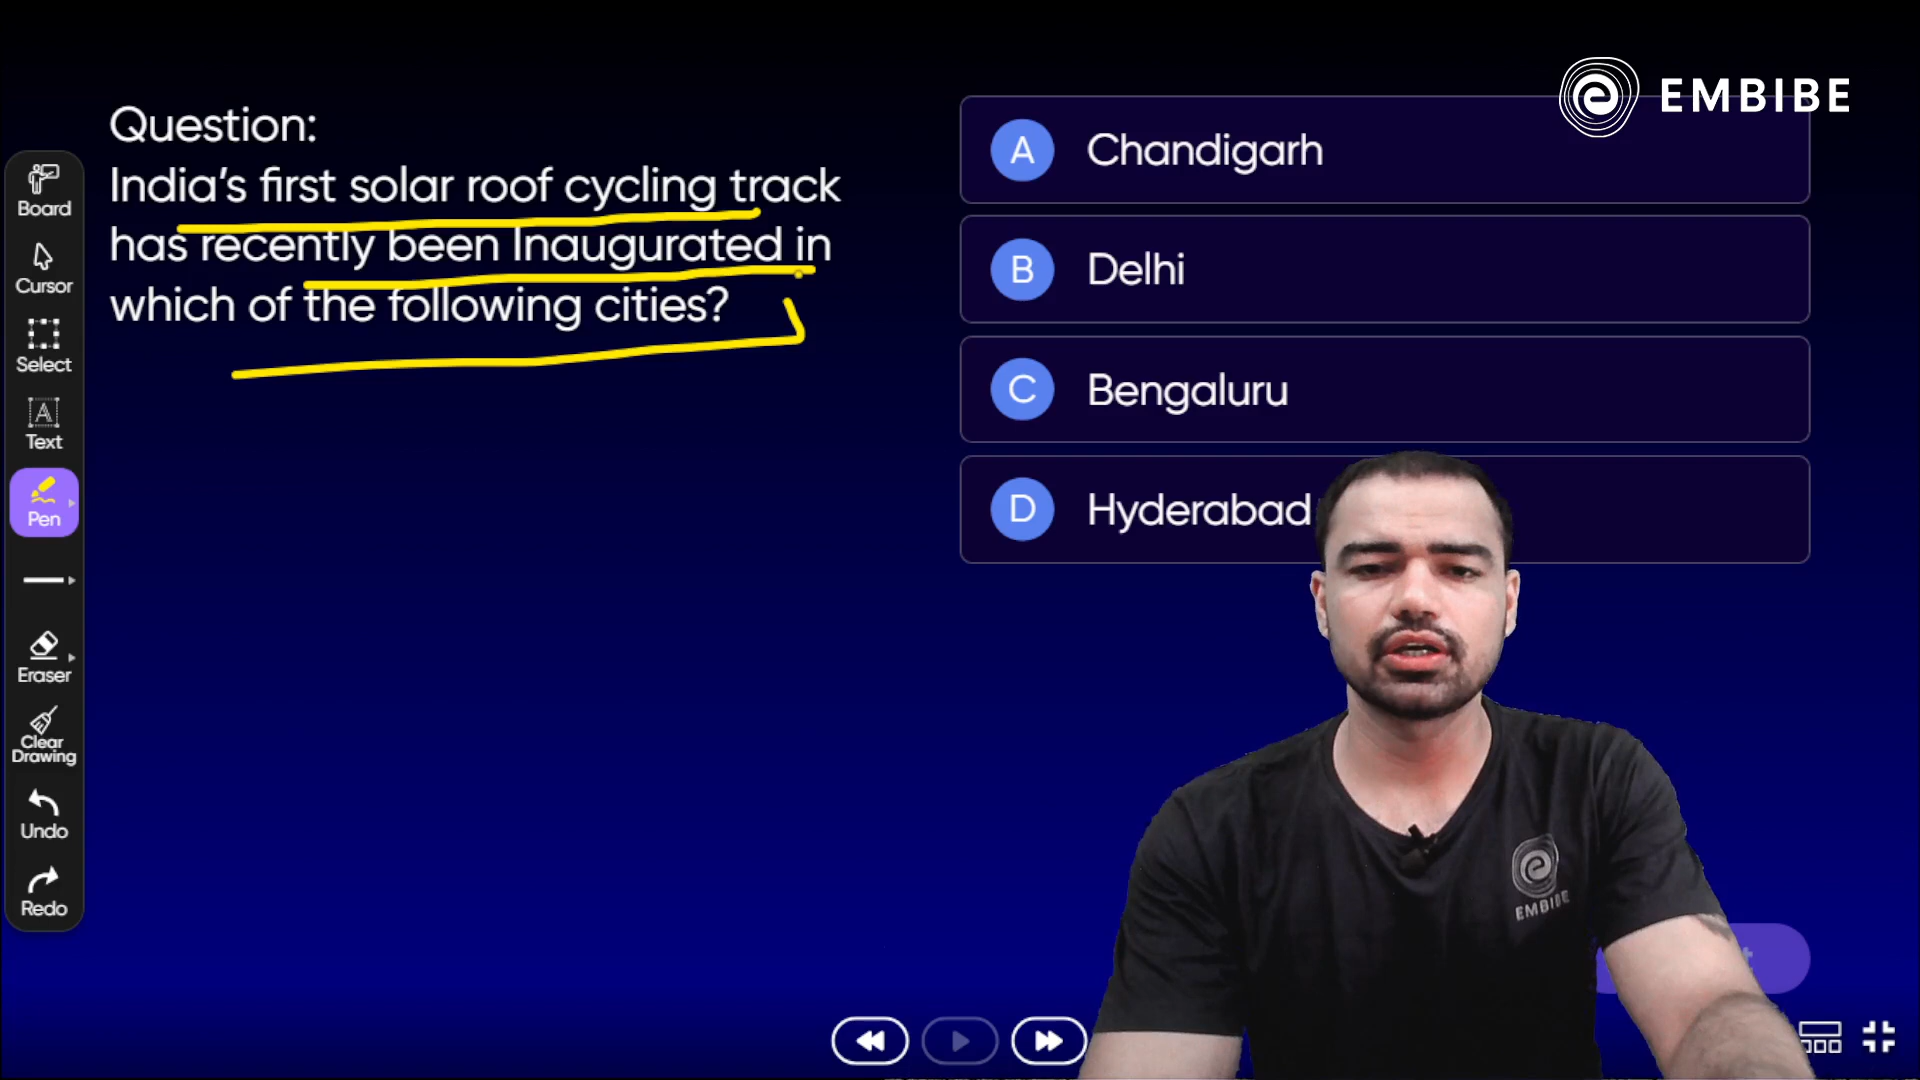 EMBIBE
Question:
India's first solar roof cycling track
has recently been Inaugurated in
which of the following cities?
A Chandigarh
B Delhi
C Bengaluru
D Hyderabad
Board
Cursor
Select
A
Text
Pen
Eraser
Clear
Drawing
Undo
Redo
EMBIBE